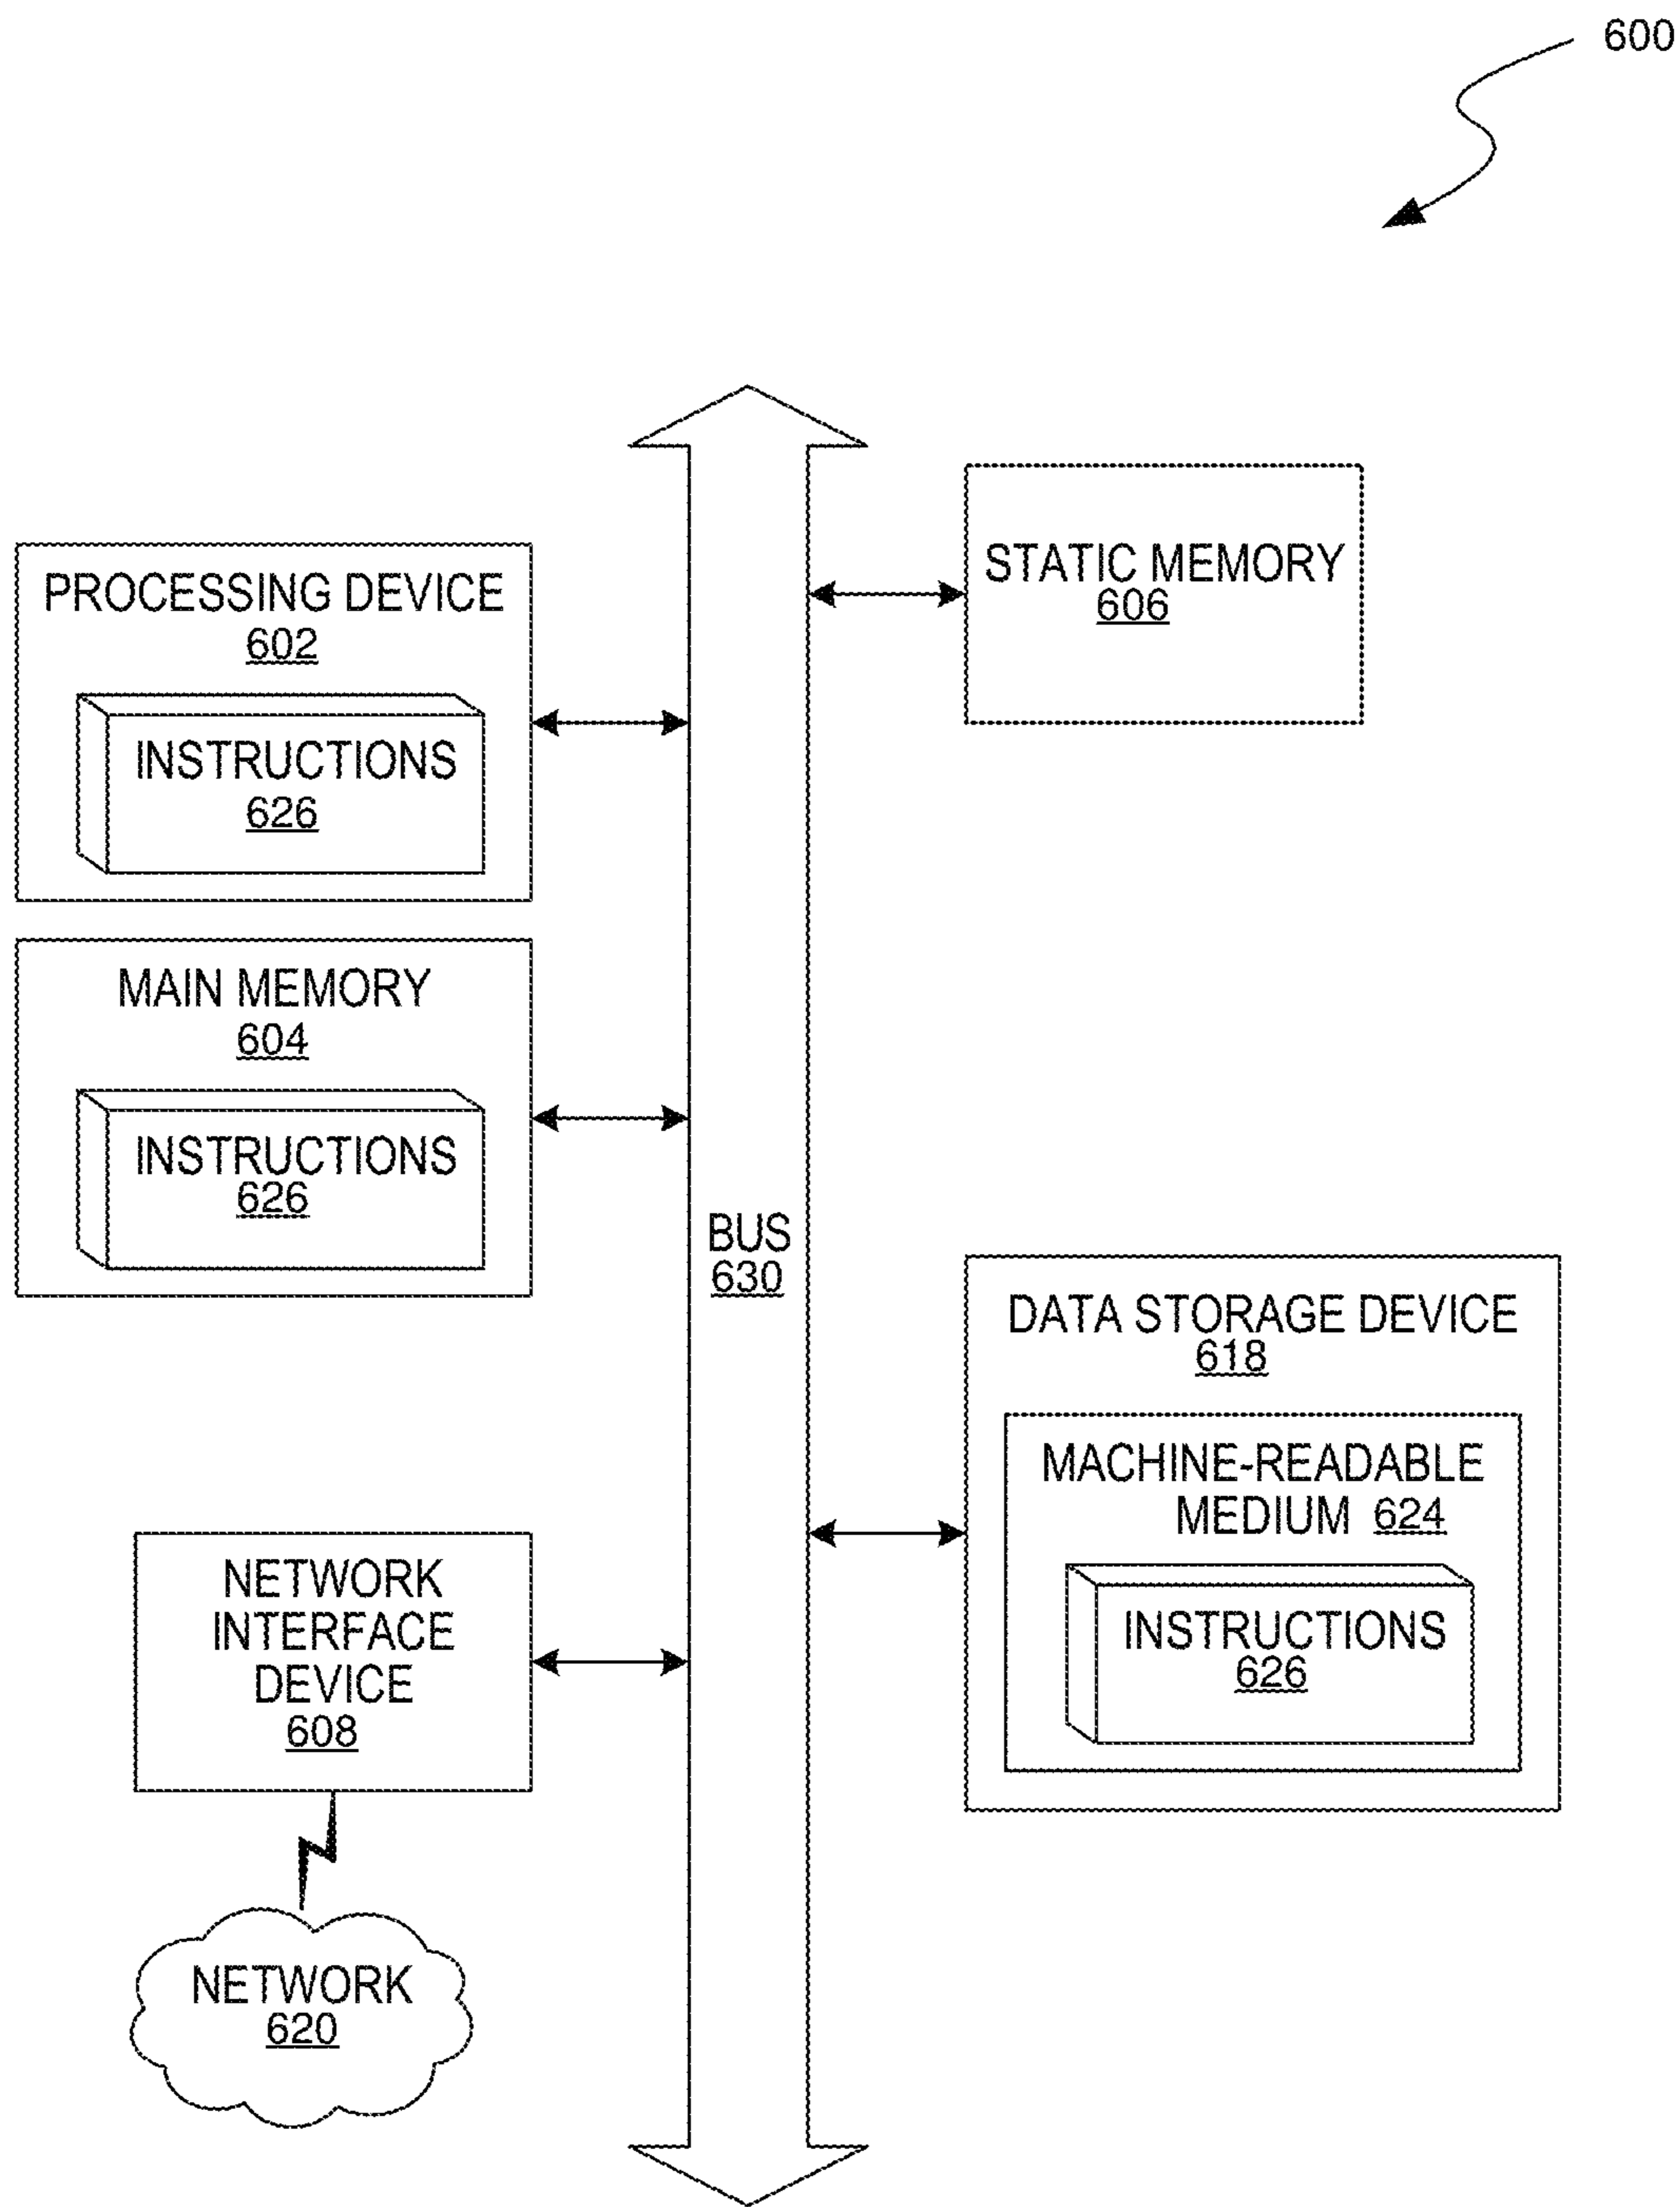 600
PROCESSING DEVICE
602
INSTRUCTIONS
626
STATIC MEMORY
606
MAIN MEMORY
604
INSTRUCTIONS
626
BUS
630
DATA STORAGE DEVICE
618
MACHINE-READABLE
MEDIUM 624
INSTRUCTIONS
626
NETWORK
INTERFACE
DEVICE
608
NETWORK
620